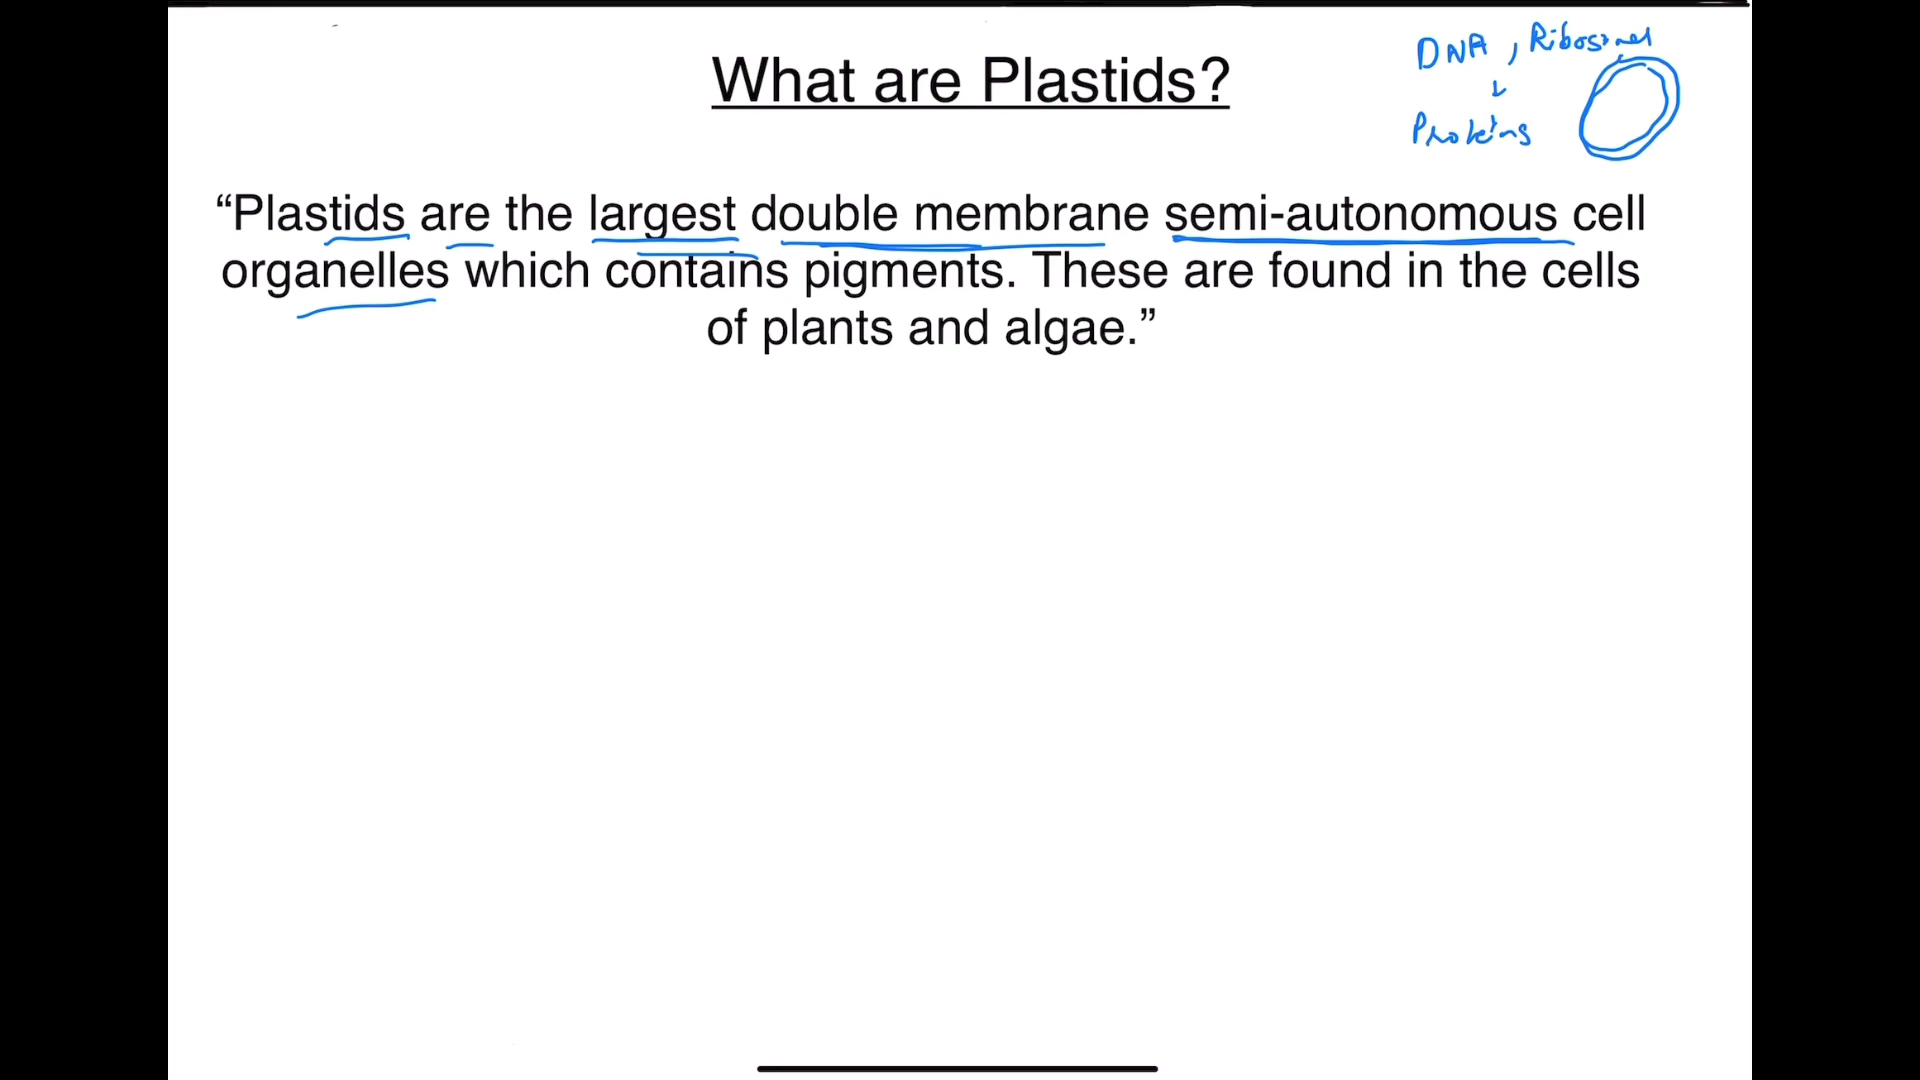 What are Plastids?
DNA , Ribosomes
Proteins
“Plastids are the largest double membrane semi-autonomous cell
organelles which contains pigments. These are found in the cells
of plants and algae.”